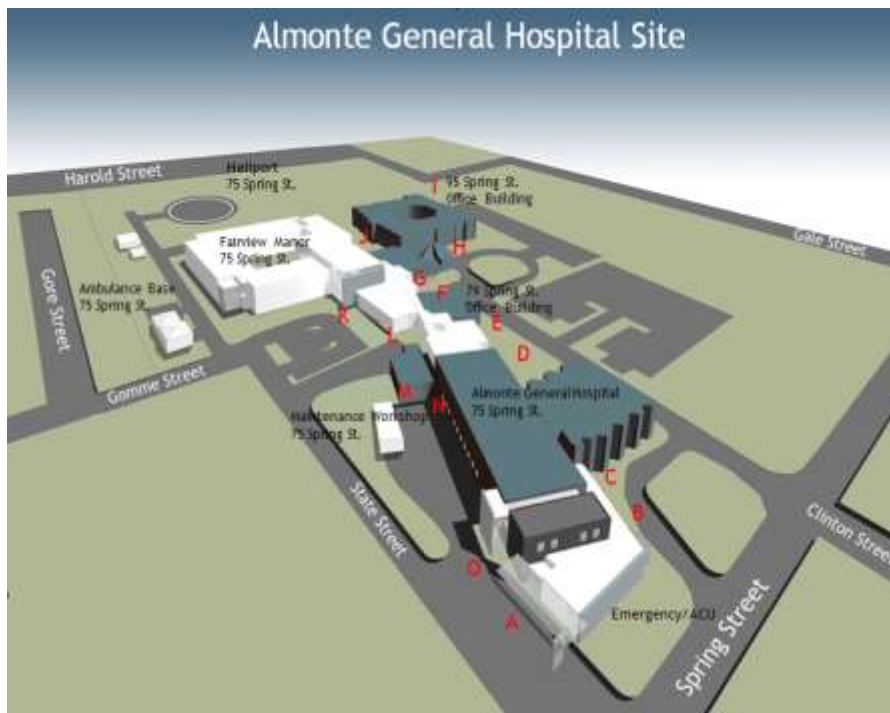 Almonte General Hospital Site
Harold Street
Heliport
75 Spring St.
I
95 Spring St.
Office Building
Gale Street
Gore Street
Fairview Manor
75 Spring St.
J
H
G
F
79 Spring St.
Office Building
E
D
Ambulance Base
75 Spring St.
K
L
M
N
Almonte General Hospital
75 Spring St.
Gomme Street
Maintenance Workshop
75 Spring St.
State Street
C
B
Clinton Street
O
A
Emergency/ACU
Spring Street